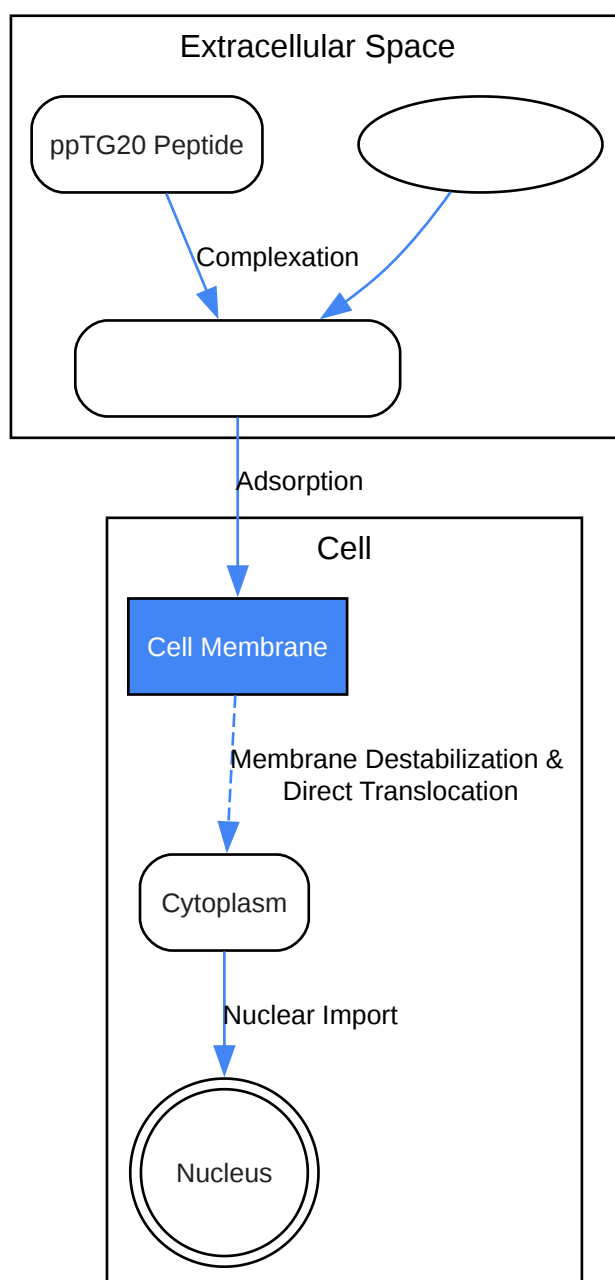 Extracellular Space
ppTG20 Peptide
Complexation
Adsorption
Cell
Cell Membrane
Membrane Destabilization &
Direct Translocation
Cytoplasm
Nuclear Import
Nucleus